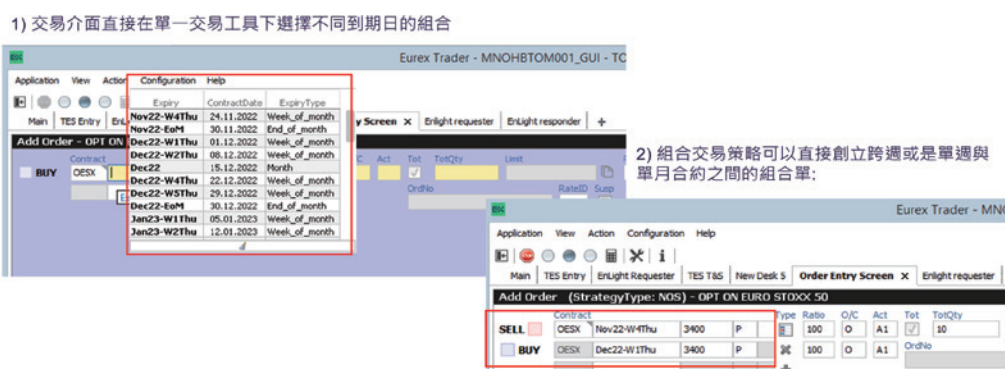 1) 交易介面直接在單一交易工具下選擇不同到期日的組合
Eurex Trader - MNOHBTOM001_GUI - TO
Application View Action Configuration Help
Expiry ContractDate ExpiryType
Nov22-W4Thu 24.11.2022 Week_of_month
Nov22-EoM 30.11.2022 End_of_month
Dec22-W1Thu 01.12.2022 Week_of_month
Dec22-W2Thu 08.12.2022 Week_of_month
Dec22 15.12.2022 Month
Dec22-W4Thu 22.12.2022 Week_of_month
Dec22-W5Thu 29.12.2022 Week_of_month
Dec22-EoM 30.12.2022 End_of_month
Jan23-W1Thu 05.01.2023 Week_of_month
Jan23-W2Thu 12.01.2023 Week_of_month
Main TES Entry y Screen X Enlight requester Enlight responder +
Add Order - OPT ON
Contract Act Tot TotQty Limit
BUY OESX
OrdNo RateID Susp
2) 組合交易策略可以直接創立跨週或是單週與
單月合約之間的組合單:
Eurex Trader - MNO
Application View Action Configuration Help
Main TES Entry EnLight Requester TES T&S New Desk 5 Order Entry Screen X Enlight requester
Add Order (StrategyType: NOS) - OPT ON EURO STOXX 50
Contract Type Ratio O/C Act Tot TotQty
SELL OESX Nov22-W4Thu 3400 P 100 O A1 10
BUY OESX Dec22-W1Thu 3400 P 100 O A1 OrdNo